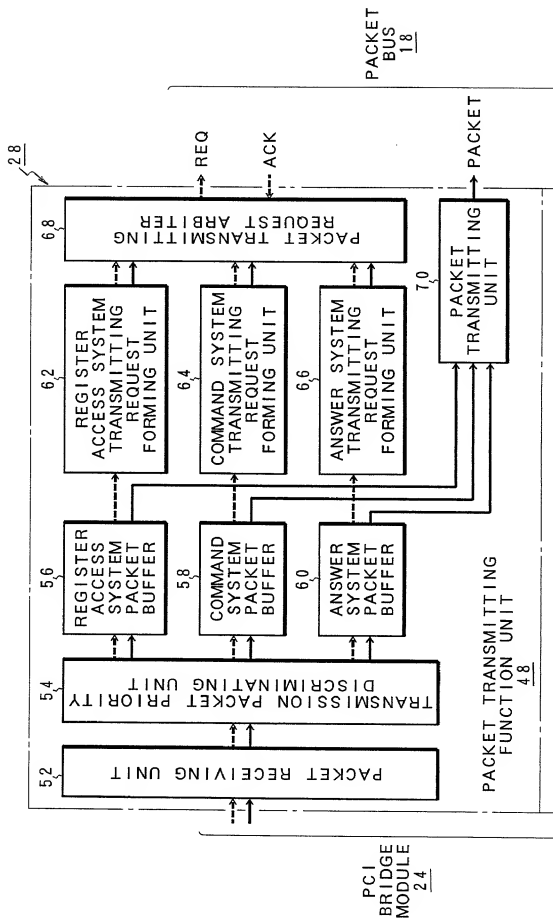 28
PCI
BRIDGE
MODULE
24
52
PACKET RECEIVING UNIT
54
TRANSMISSION PACKET PRIORITY
DISCRIMINATING UNIT
56
REGISTER
ACCESS
SYSTEM
PACKET
BUFFER
58
COMMAND
SYSTEM
PACKET
BUFFER
60
ANSWER
SYSTEM
PACKET
BUFFER
62
REGISTER
ACCESS SYSTEM
TRANSMITTING
REQUEST
FORMING UNIT
64
COMMAND SYSTEM
TRANSMITTING
REQUEST
FORMING UNIT
66
ANSWER SYSTEM
TRANSMITTING
REQUEST
FORMING UNIT
68
PACKET TRANSMITTING
REQUEST ARBITER
REQ
ACK
70
PACKET
TRANSMITTING
UNIT
PACKET
PACKET
BUS
18
PACKET TRANSMITTING
FUNCTION UNIT
48